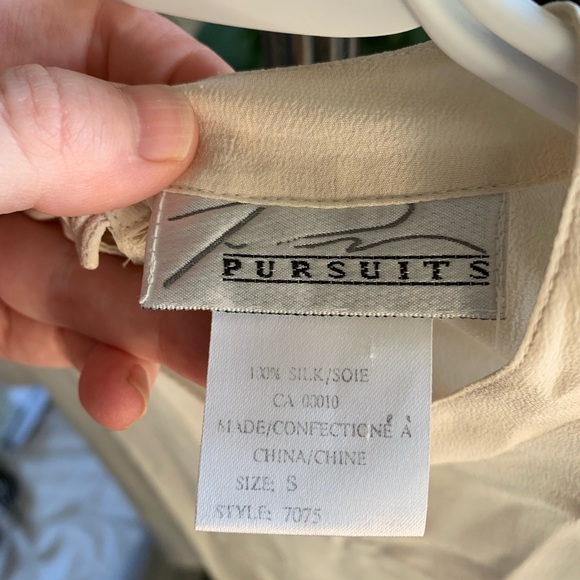 PURSUITS
100% SILK/SOIE
CA 00010
MADE/CONFECTIONÉ À
CHINA/CHINE
SIZE: S
STYLE: 7075